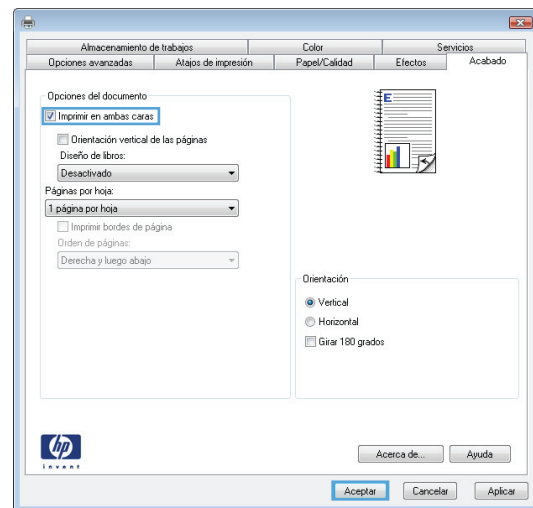 Almacenamiento de trabajos Color Servicios
Opciones avanzadas Atajos de impresión Papel/Calidad Efectos Acabado
Opciones del documento
Imprimir en ambas caras
Orientación vertical de las páginas
Diseño de libros:
Desactivado
Páginas por hoja:
1 página por hoja
Imprimir bordes de página
Orden de páginas:
Derecha y luego abajo
E
Orientación
Vertical
Horizontal
Girar 180 grados
hp
invent
Acerca de... Ayuda
Aceptar Cancelar Aplicar